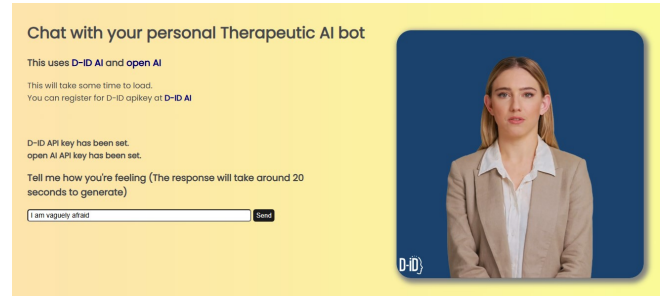 Chat with your personal Therapeutic AI bot
This uses D-ID AI and open AI
This will take some time to load.
You can register for D-ID apikey at D-ID AI
D-ID API key has been set.
open AI API key has been set.
Tell me how you're feeling (The response will take around 20
seconds to generate)
I am vaguely afraid Send
D-iD}